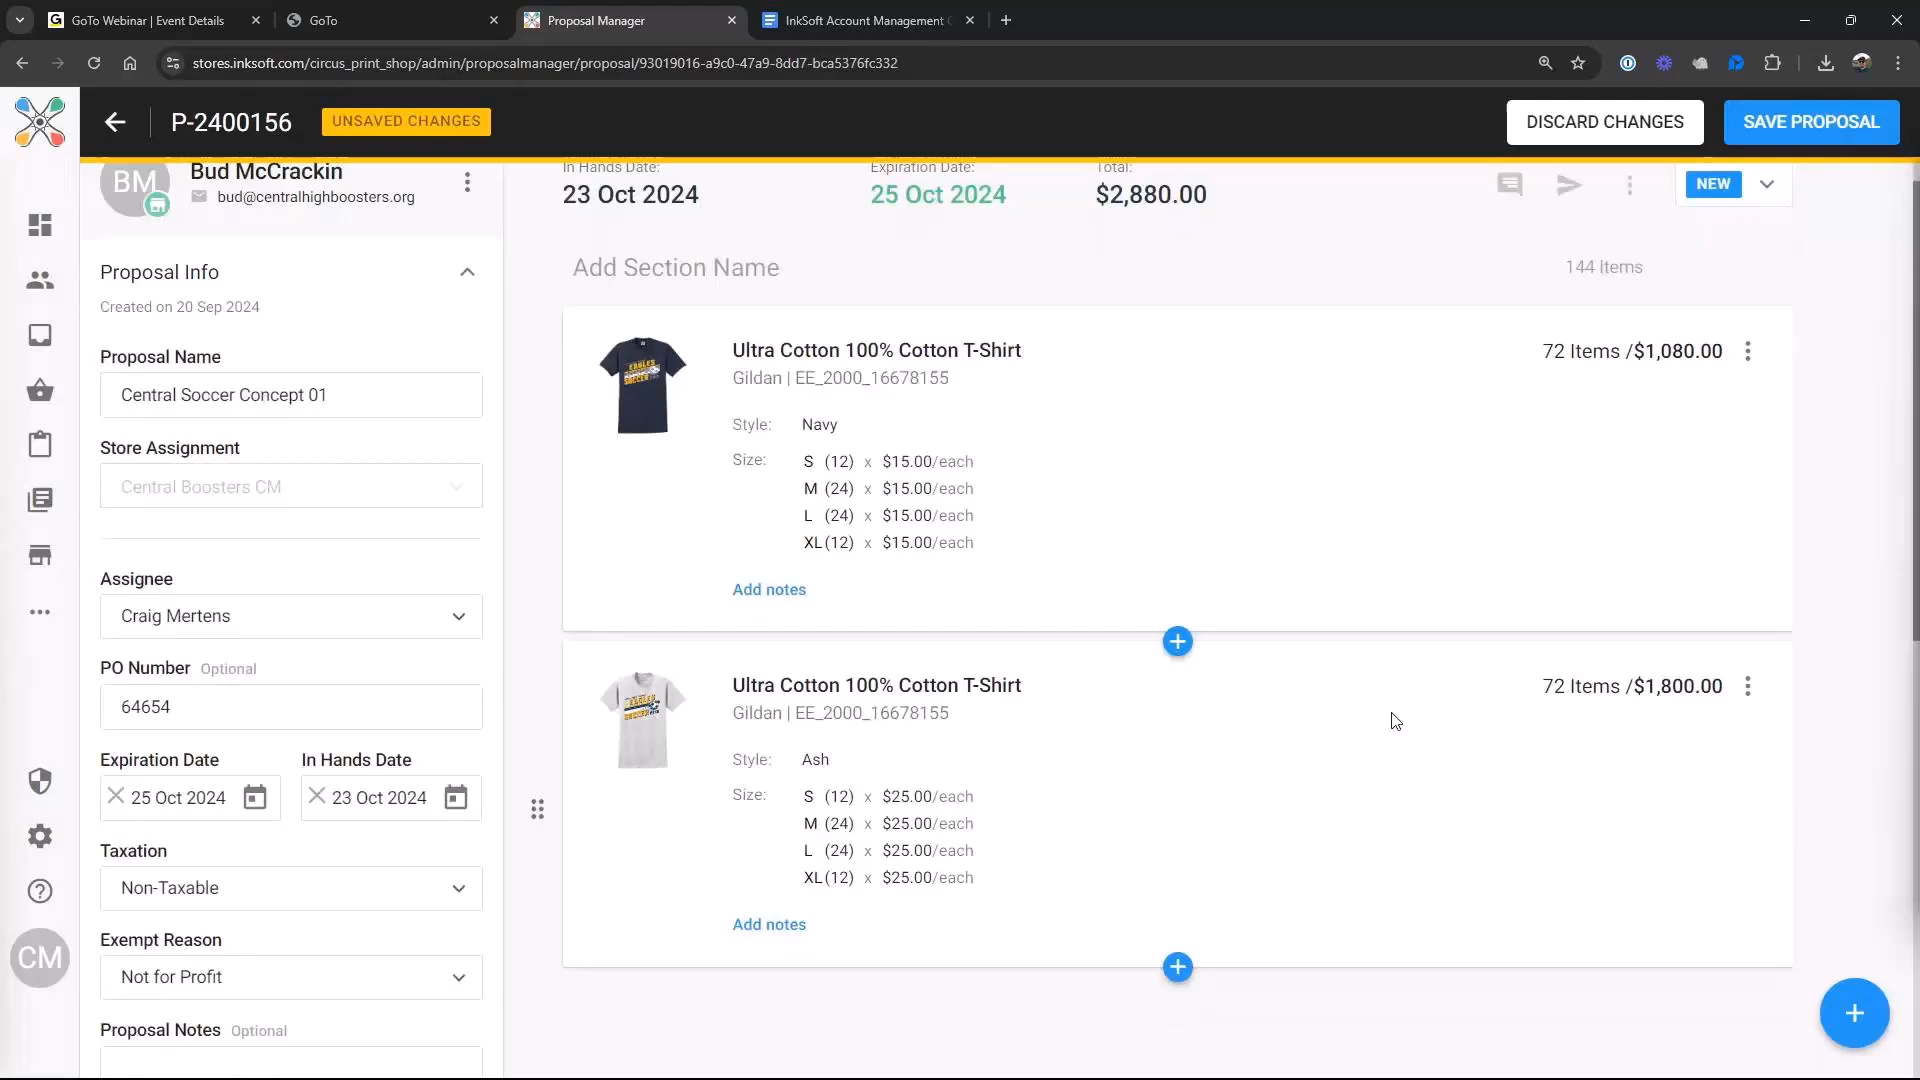 GoTo Webinar | Event Details
GoTo
Proposal Manager
InkSoft Account Management
stores.inksoft.com/circus_print_shop/admin/proposalmanager/proposal/93019016-a9c0-47a9-8dd7-bca5376fc332
P-2400156
UNSAVED CHANGES
DISCARD CHANGES
SAVE PROPOSAL
BM
Bud McCrackin
bud@centralhighboosters.org
In Hands Date:
23 Oct 2024
Expiration Date:
25 Oct 2024
Total:
$2,880.00
NEW
Proposal Info
Created on 20 Sep 2024
Proposal Name
Central Soccer Concept 01
Store Assignment
Central Boosters CM
Assignee
Craig Mertens
PO Number Optional
64654
Expiration Date
In Hands Date
25 Oct 2024
23 Oct 2024
Taxation
Non-Taxable
Exempt Reason
Not for Profit
Proposal Notes Optional
CM
Add Section Name
144 Items
EAGLES
SOCCER
Ultra Cotton 100% Cotton T-Shirt
72 Items /$1,080.00
Gildan | EE_2000_16678155
Style: Navy
Size: S (12) x $15.00/each
M (24) x $15.00/each
L (24) x $15.00/each
XL(12) x $15.00/each
Add notes
EAGLES
SOCCER
Ultra Cotton 100% Cotton T-Shirt
72 Items /$1,800.00
Gildan | EE_2000_16678155
Style: Ash
Size: S (12) x $25.00/each
M (24) x $25.00/each
L (24) x $25.00/each
XL(12) x $25.00/each
Add notes